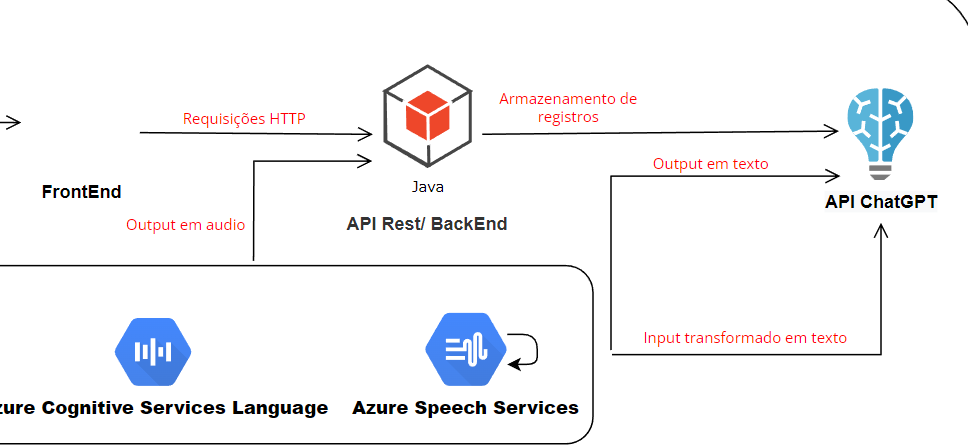 Requisições HTTP
Armazenamento de
registros
Output em texto
FrontEnd
Java
API ChatGPT
Output em audio
API Rest/ BackEnd
Input transformado em texto
zure Cognitive Services Language
Azure Speech Services